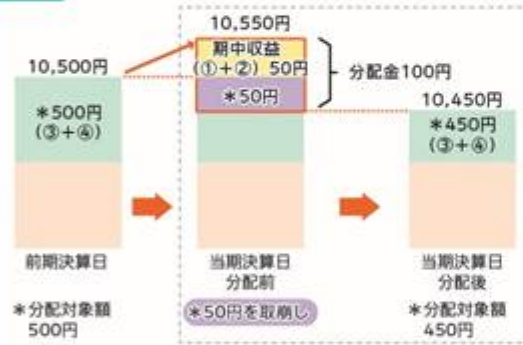 10,550円
期中収益
(①+②) 50円
分配金100円
10,500円
*50円
10,450円
*500円
(③+④)
*450円
(③+④)
前期決算日
当期決算日
分配前
当期決算日
分配後
*分配対象額
500円
*50円を取崩し
*分配対象額
450円